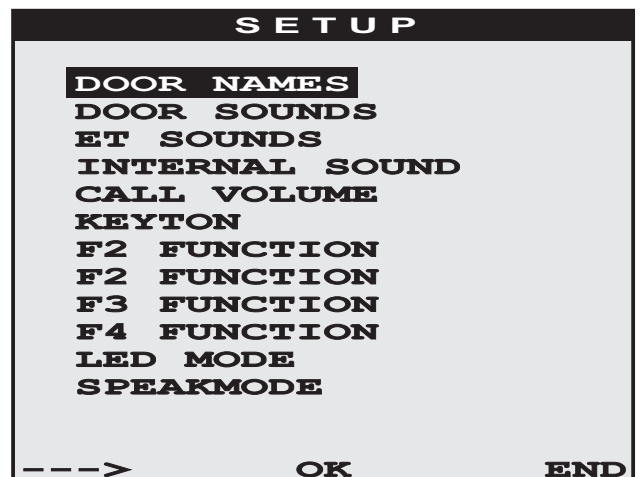 SETUP
DOOR NAMES
DOOR SOUNDS
ET SOUNDS
INTERNAL SOUND
CALL VOLUME
KEYTON
F2 FUNCTION
F2 FUNCTION
F3 FUNCTION
F4 FUNCTION
LED MODE
SPEAKMODE
---> OK END